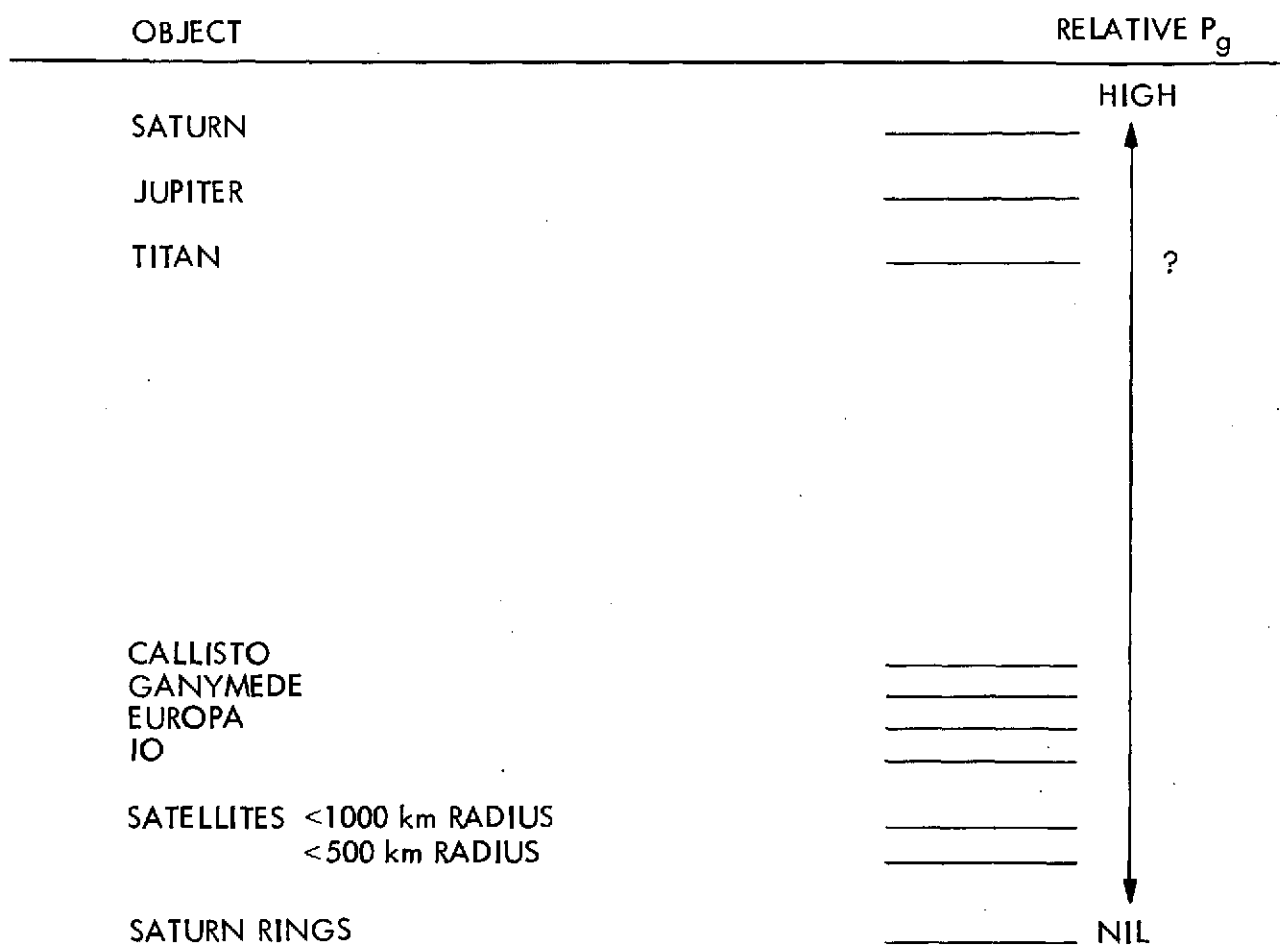 OBJECT RELATIVE Pg
HIGH
SATURN
JUPITER
TITAN ?
CALLISTO
GANYMEDE
EUROPA
IO
SATELLITES <1000 km RADIUS
<500 km RADIUS
SATURN RINGS NIL